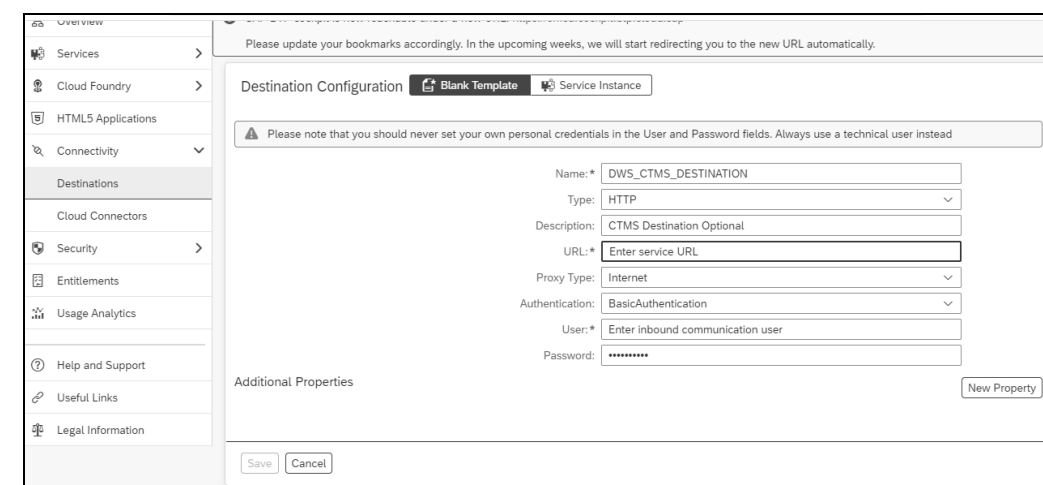 Overview
Services
Please update your bookmarks accordingly. In the upcoming weeks, we will start redirecting you to the new URL automatically.
Cloud Foundry
Destination Configuration Blank Template Service Instance
HTML5 Applications
Please note that you should never set your own personal credentials in the User and Password fields. Always use a technical user instead
Connectivity
Name:* DWS_CTMS_DESTINATION
Destinations
Type: HTTP
Cloud Connectors
Description: CTMS Destination Optional
Security
URL:* Enter service URL
Entitlements
Proxy Type: Internet
Usage Analytics
Authentication: BasicAuthentication
User:* Enter inbound communication user
Password: ••••••••••
Help and Support
Additional Properties New Property
Useful Links
Legal Information
Save Cancel